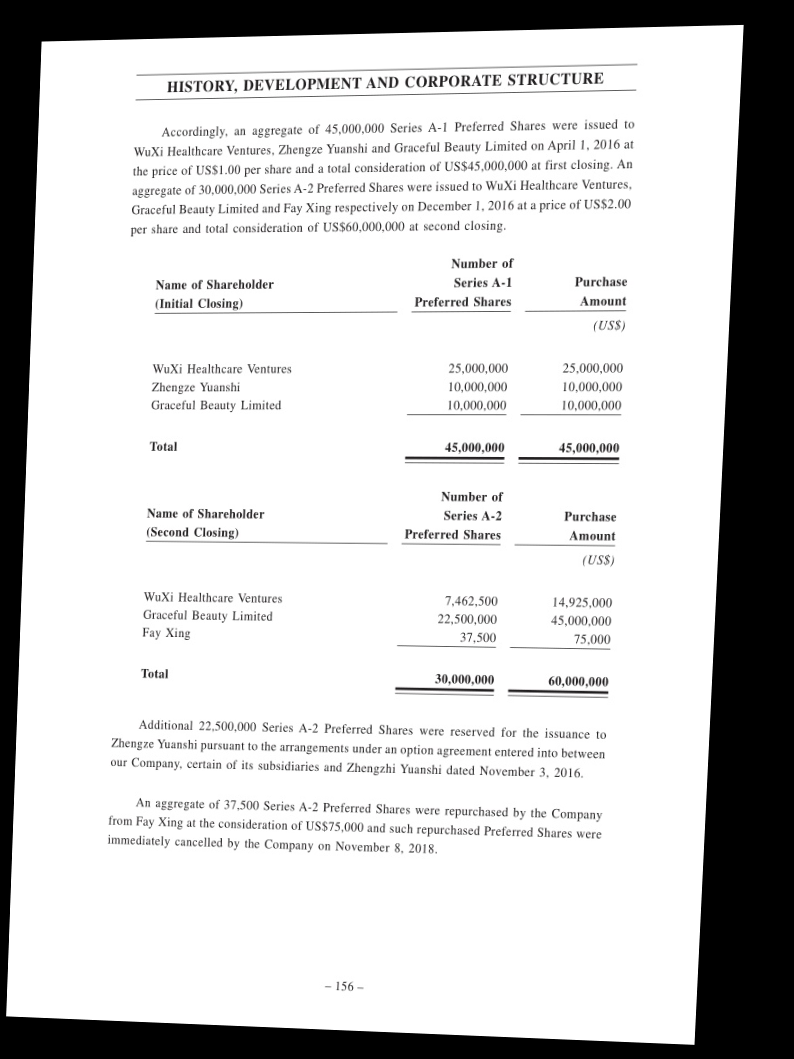 HISTORY, DEVELOPMENT AND CORPORATE STRUCTURE
Accordingly, an aggregate of 45,000,000 Series A-1 Preferred Shares were issued to
WuXi Healthcare Ventures, Zhengze Yuanshi and Graceful Beauty Limited on April 1, 2016 at
the price of US$1.00 per share and a total consideration of US$45,000,000 at first closing. An
aggregate of 30,000,000 Series A-2 Preferred Shares were issued to WuXi Healthcare Ventures,
Graceful Beauty Limited and Fay Xing respectively on December 1, 2016 at a price of US$2.00
per share and total consideration of US$60,000,000 at second closing.
Number of
Name of Shareholder Series A-1 Purchase
(Initial Closing) Preferred Shares Amount
(US$)
WuXi Healthcare Ventures 25,000,000 25,000,000
Zhengze Yuanshi 10,000,000 10,000,000
Graceful Beauty Limited 10,000,000 10,000,000
Total 45,000,000 45,000,000
Number of
Name of Shareholder Series A-2 Purchase
(Second Closing) Preferred Shares Amount
(US$)
WuXi Healthcare Ventures 7,462,500 14,925,000
Graceful Beauty Limited 22,500,000 45,000,000
Fay Xing 37,500 75,000
Total 30,000,000 60,000,000
Additional 22,500,000 Series A-2 Preferred Shares were reserved for the issuance to
Zhengze Yuanshi pursuant to the arrangements under an option agreement entered into between
our Company, certain of its subsidiaries and Zhengzhi Yuanshi dated November 3, 2016.
An aggregate of 37,500 Series A-2 Preferred Shares were repurchased by the Company
from Fay Xing at the consideration of US$75,000 and such repurchased Preferred Shares were
immediately cancelled by the Company on November 8, 2018.
– 156 –